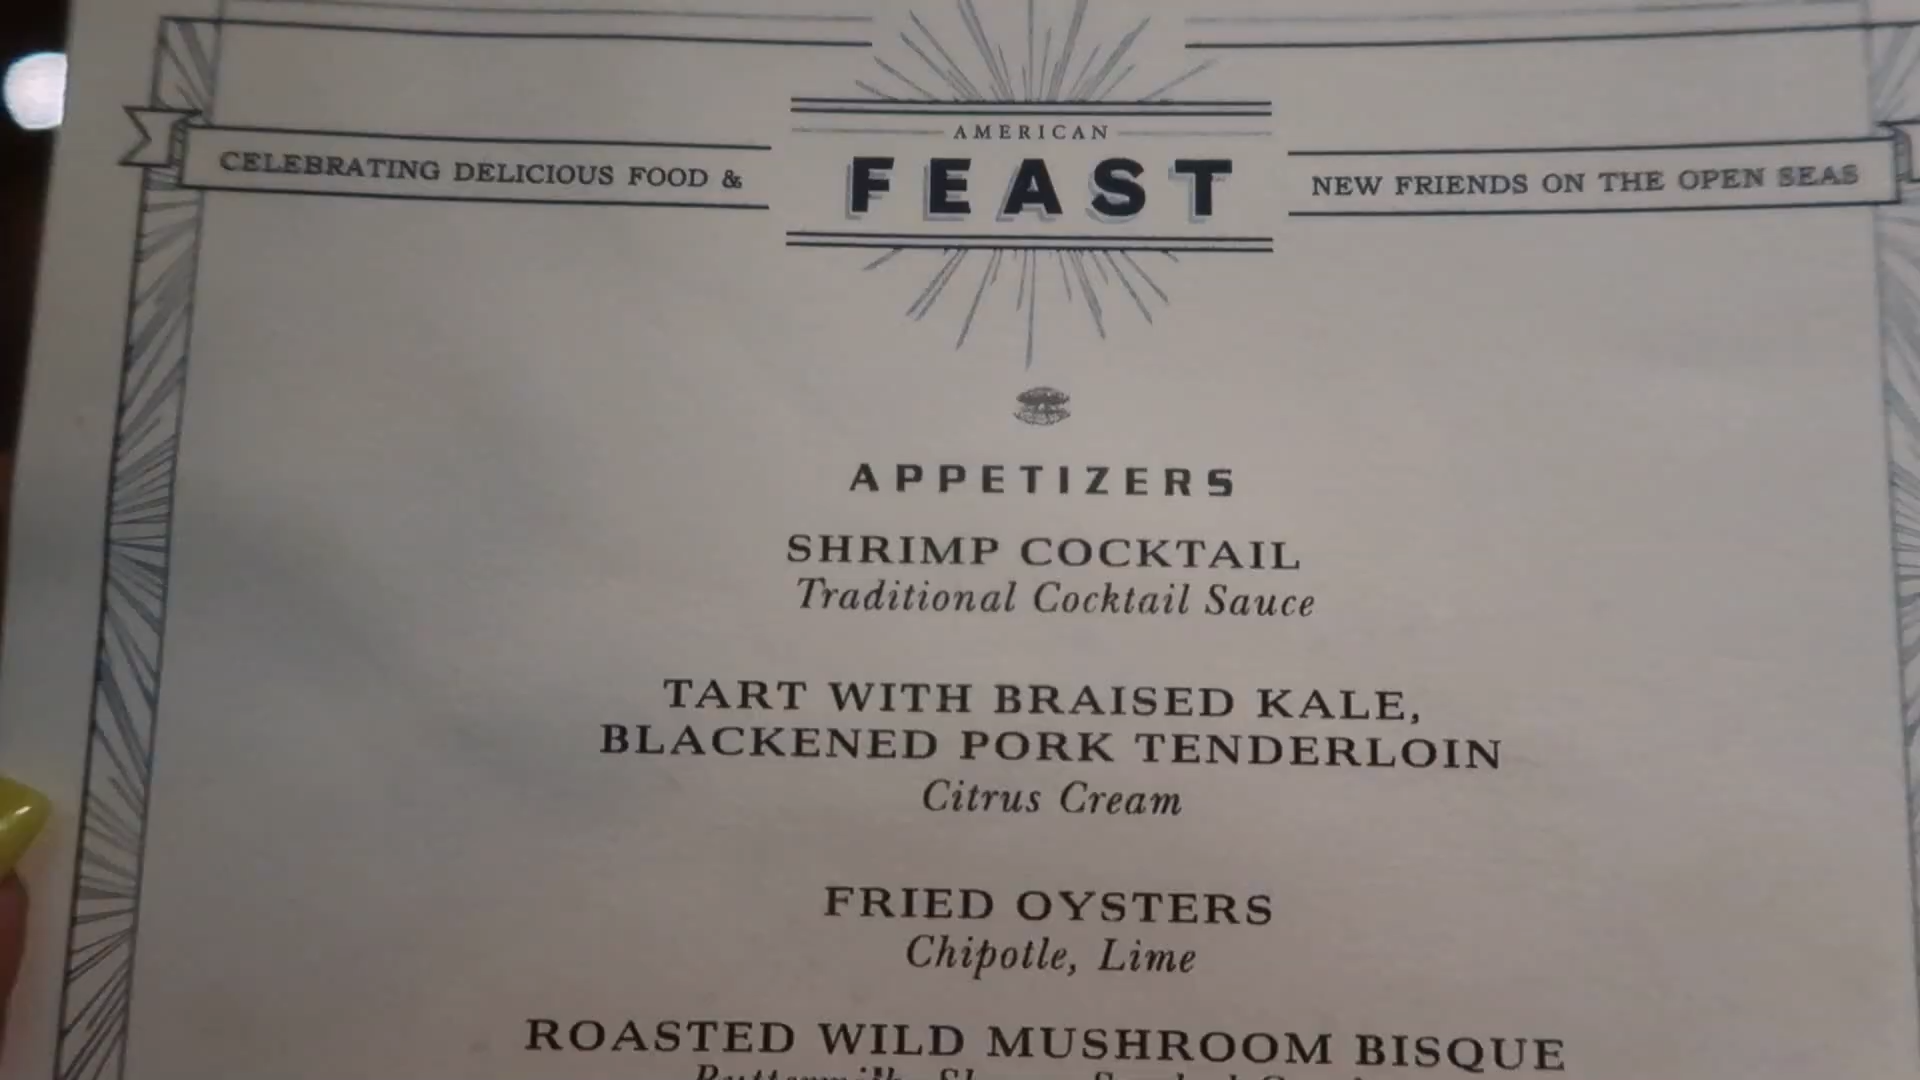 AMERICAN
CELEBRATING DELICIOUS FOOD & FEAST NEW FRIENDS ON THE OPEN SEAS
APPETIZERS
SHRIMP COCKTAIL
Traditional Cocktail Sauce
TART WITH BRAISED KALE,
BLACKENED PORK TENDERLOIN
Citrus Cream
FRIED OYSTERS
Chipotle, Lime
ROASTED WILD MUSHROOM BISQUE